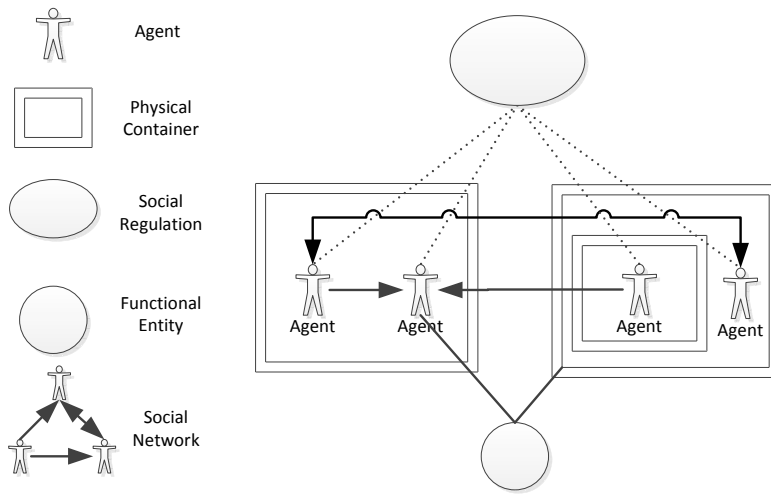 Agent
Physical
Container
Social
Regulation
Functional
Entity
Social
Network
Agent
Agent
Agent
Agent